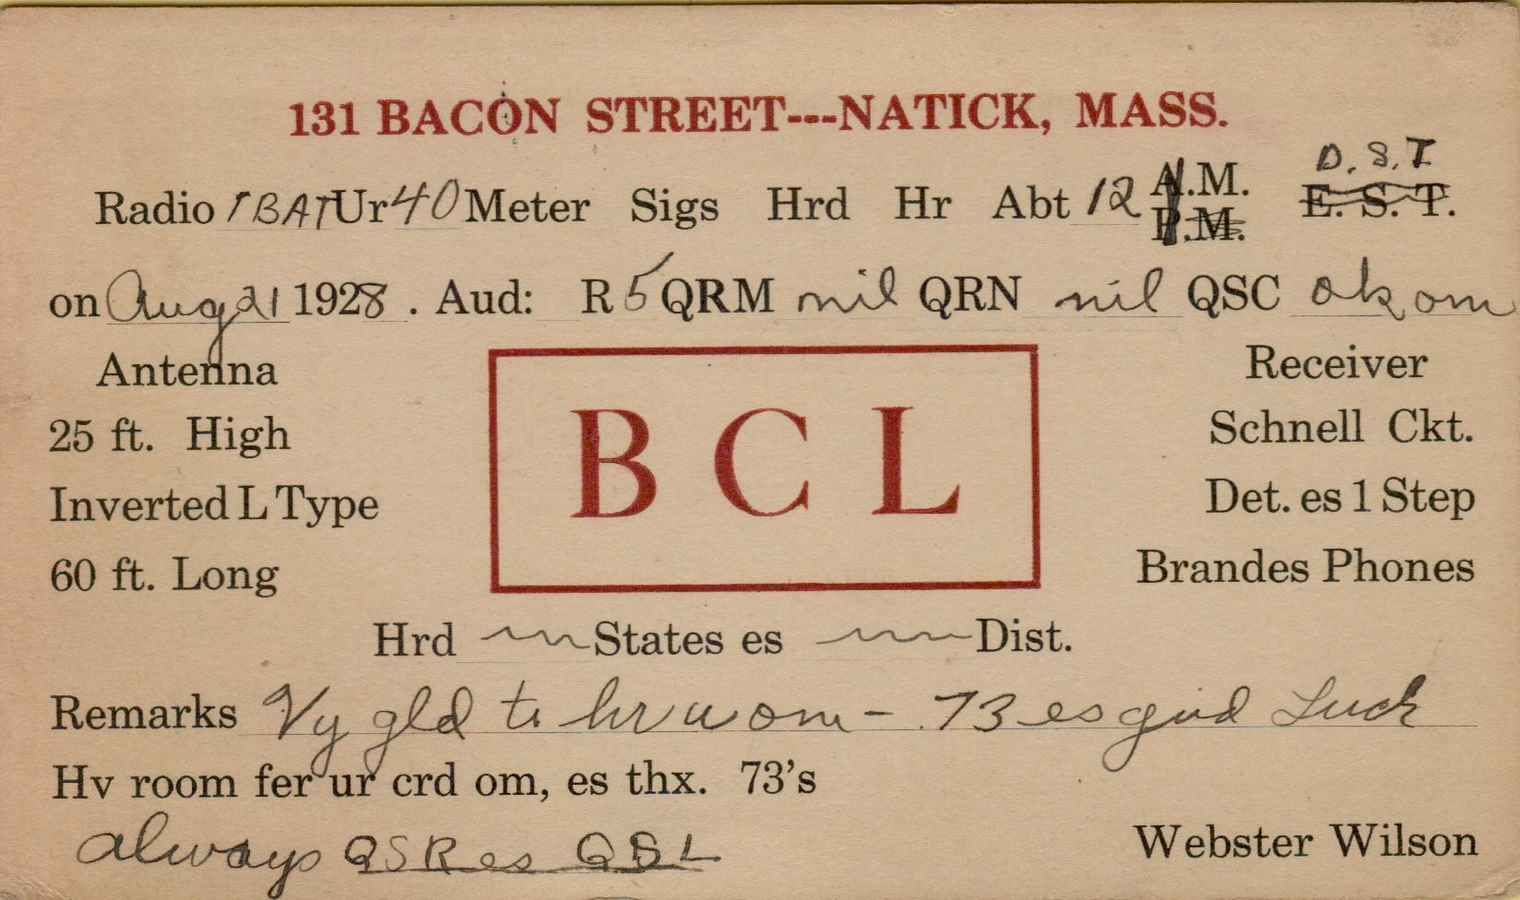 131 BACON STREET---NATICK, MASS.
D.S.T
Radio 1BAT Ur 40 Meter Sigs Hrd Hr Abt 12 A.M. E.S.T.
P.M.
on Aug 21 1928. Aud: R 5 QRM nil QRN nil QSC ok om
Antenna
Receiver
25 ft. High
B C L
Schnell Ckt.
Inverted L Type
Det. es 1 Step
60 ft. Long
Brandes Phones
Hrd States es Dist.
Remarks Vy gld to hr u om - 73 es gud Luck
Hv room fer ur crd om, es thx. 73's
always QSR es QSL
Webster Wilson